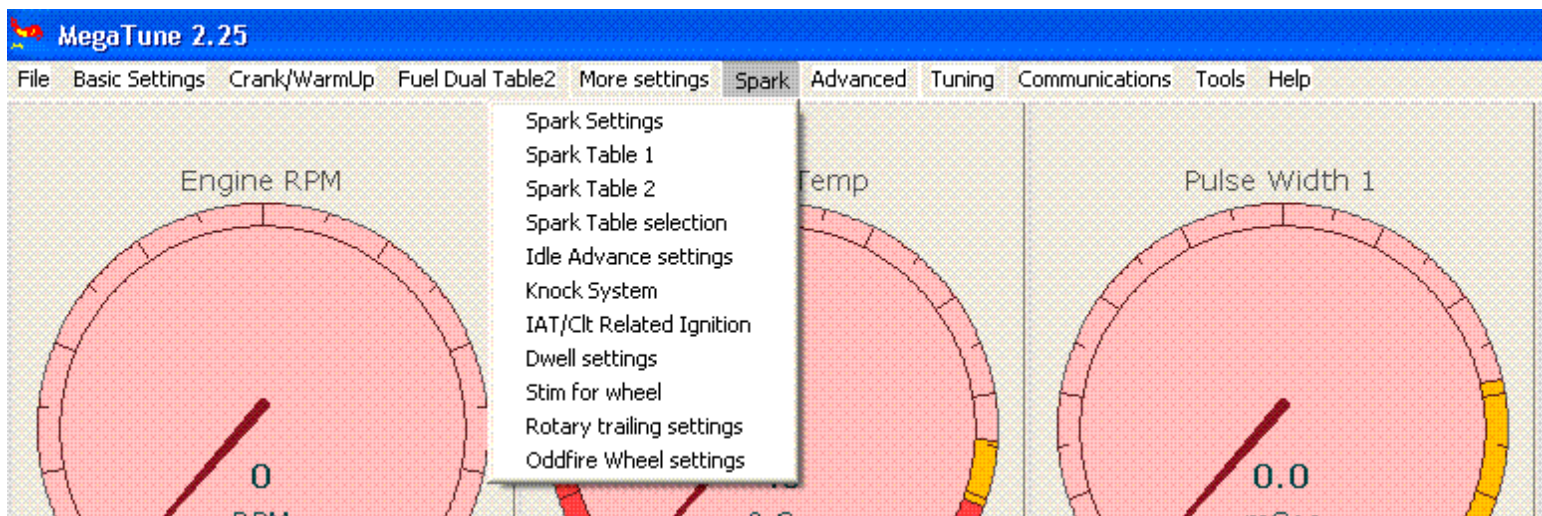 MegaTune 2.25
File Basic Settings Crank/WarmUp Fuel Dual Table2 More settings Spark Advanced Tuning Communications Tools Help
Spark Settings
Spark Table 1
Spark Table 2
Spark Table selection
Idle Advance settings
Knock System
IAT/Clt Related Ignition
Dwell settings
Stim for wheel
Rotary trailing settings
Oddfire Wheel settings
Engine RPM
0
RPM
Temp
Pulse Width 1
0.0